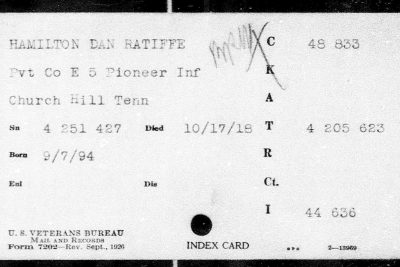 HAMILTON DAN RATIFFE C 48 833
Pvt Co E 5 Pioneer Inf K
Church Hill Tenn A
Sn 4 251 427 Died 10/17/18 T 4 205 623
Born 9/7/94 R
Enl Dis Ct.
I 44 636
U. S. VETERANS BUREAU
MAIL AND RECORDS
Form 7202—Rev. Sept., 1926 INDEX CARD 2—13969